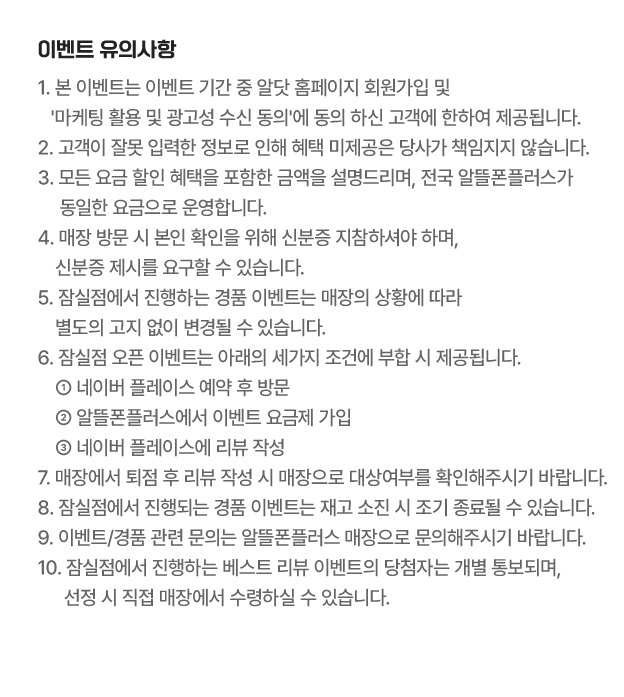 이벤트 유의사항
1. 본 이벤트는 이벤트 기간 중 알닷 홈페이지 회원가입 및
'마케팅 활용 및 광고성 수신 동의'에 동의 하신 고객에 한하여 제공됩니다.
2. 고객이 잘못 입력한 정보로 인해 혜택 미제공은 당사가 책임지지 않습니다.
3. 모든 요금 할인 혜택을 포함한 금액을 설명드리며, 전국 알뜰폰플러스가
동일한 요금으로 운영합니다.
4. 매장 방문 시 본인 확인을 위해 신분증 지참하셔야 하며,
신분증 제시를 요구할 수 있습니다.
5. 잠실점에서 진행하는 경품 이벤트는 매장의 상황에 따라
별도의 고지 없이 변경될 수 있습니다.
6. 잠실점 오픈 이벤트는 아래의 세가지 조건에 부합 시 제공됩니다.
① 네이버 플레이스 예약 후 방문
② 알뜰폰플러스에서 이벤트 요금제 가입
③ 네이버 플레이스에 리뷰 작성
7. 매장에서 퇴점 후 리뷰 작성 시 매장으로 대상여부를 확인해주시기 바랍니다.
8. 잠실점에서 진행되는 경품 이벤트는 재고 소진 시 조기 종료될 수 있습니다.
9. 이벤트/경품 관련 문의는 알뜰폰플러스 매장으로 문의해주시기 바랍니다.
10. 잠실점에서 진행하는 베스트 리뷰 이벤트의 당첨자는 개별 통보되며,
선정 시 직접 매장에서 수령하실 수 있습니다.